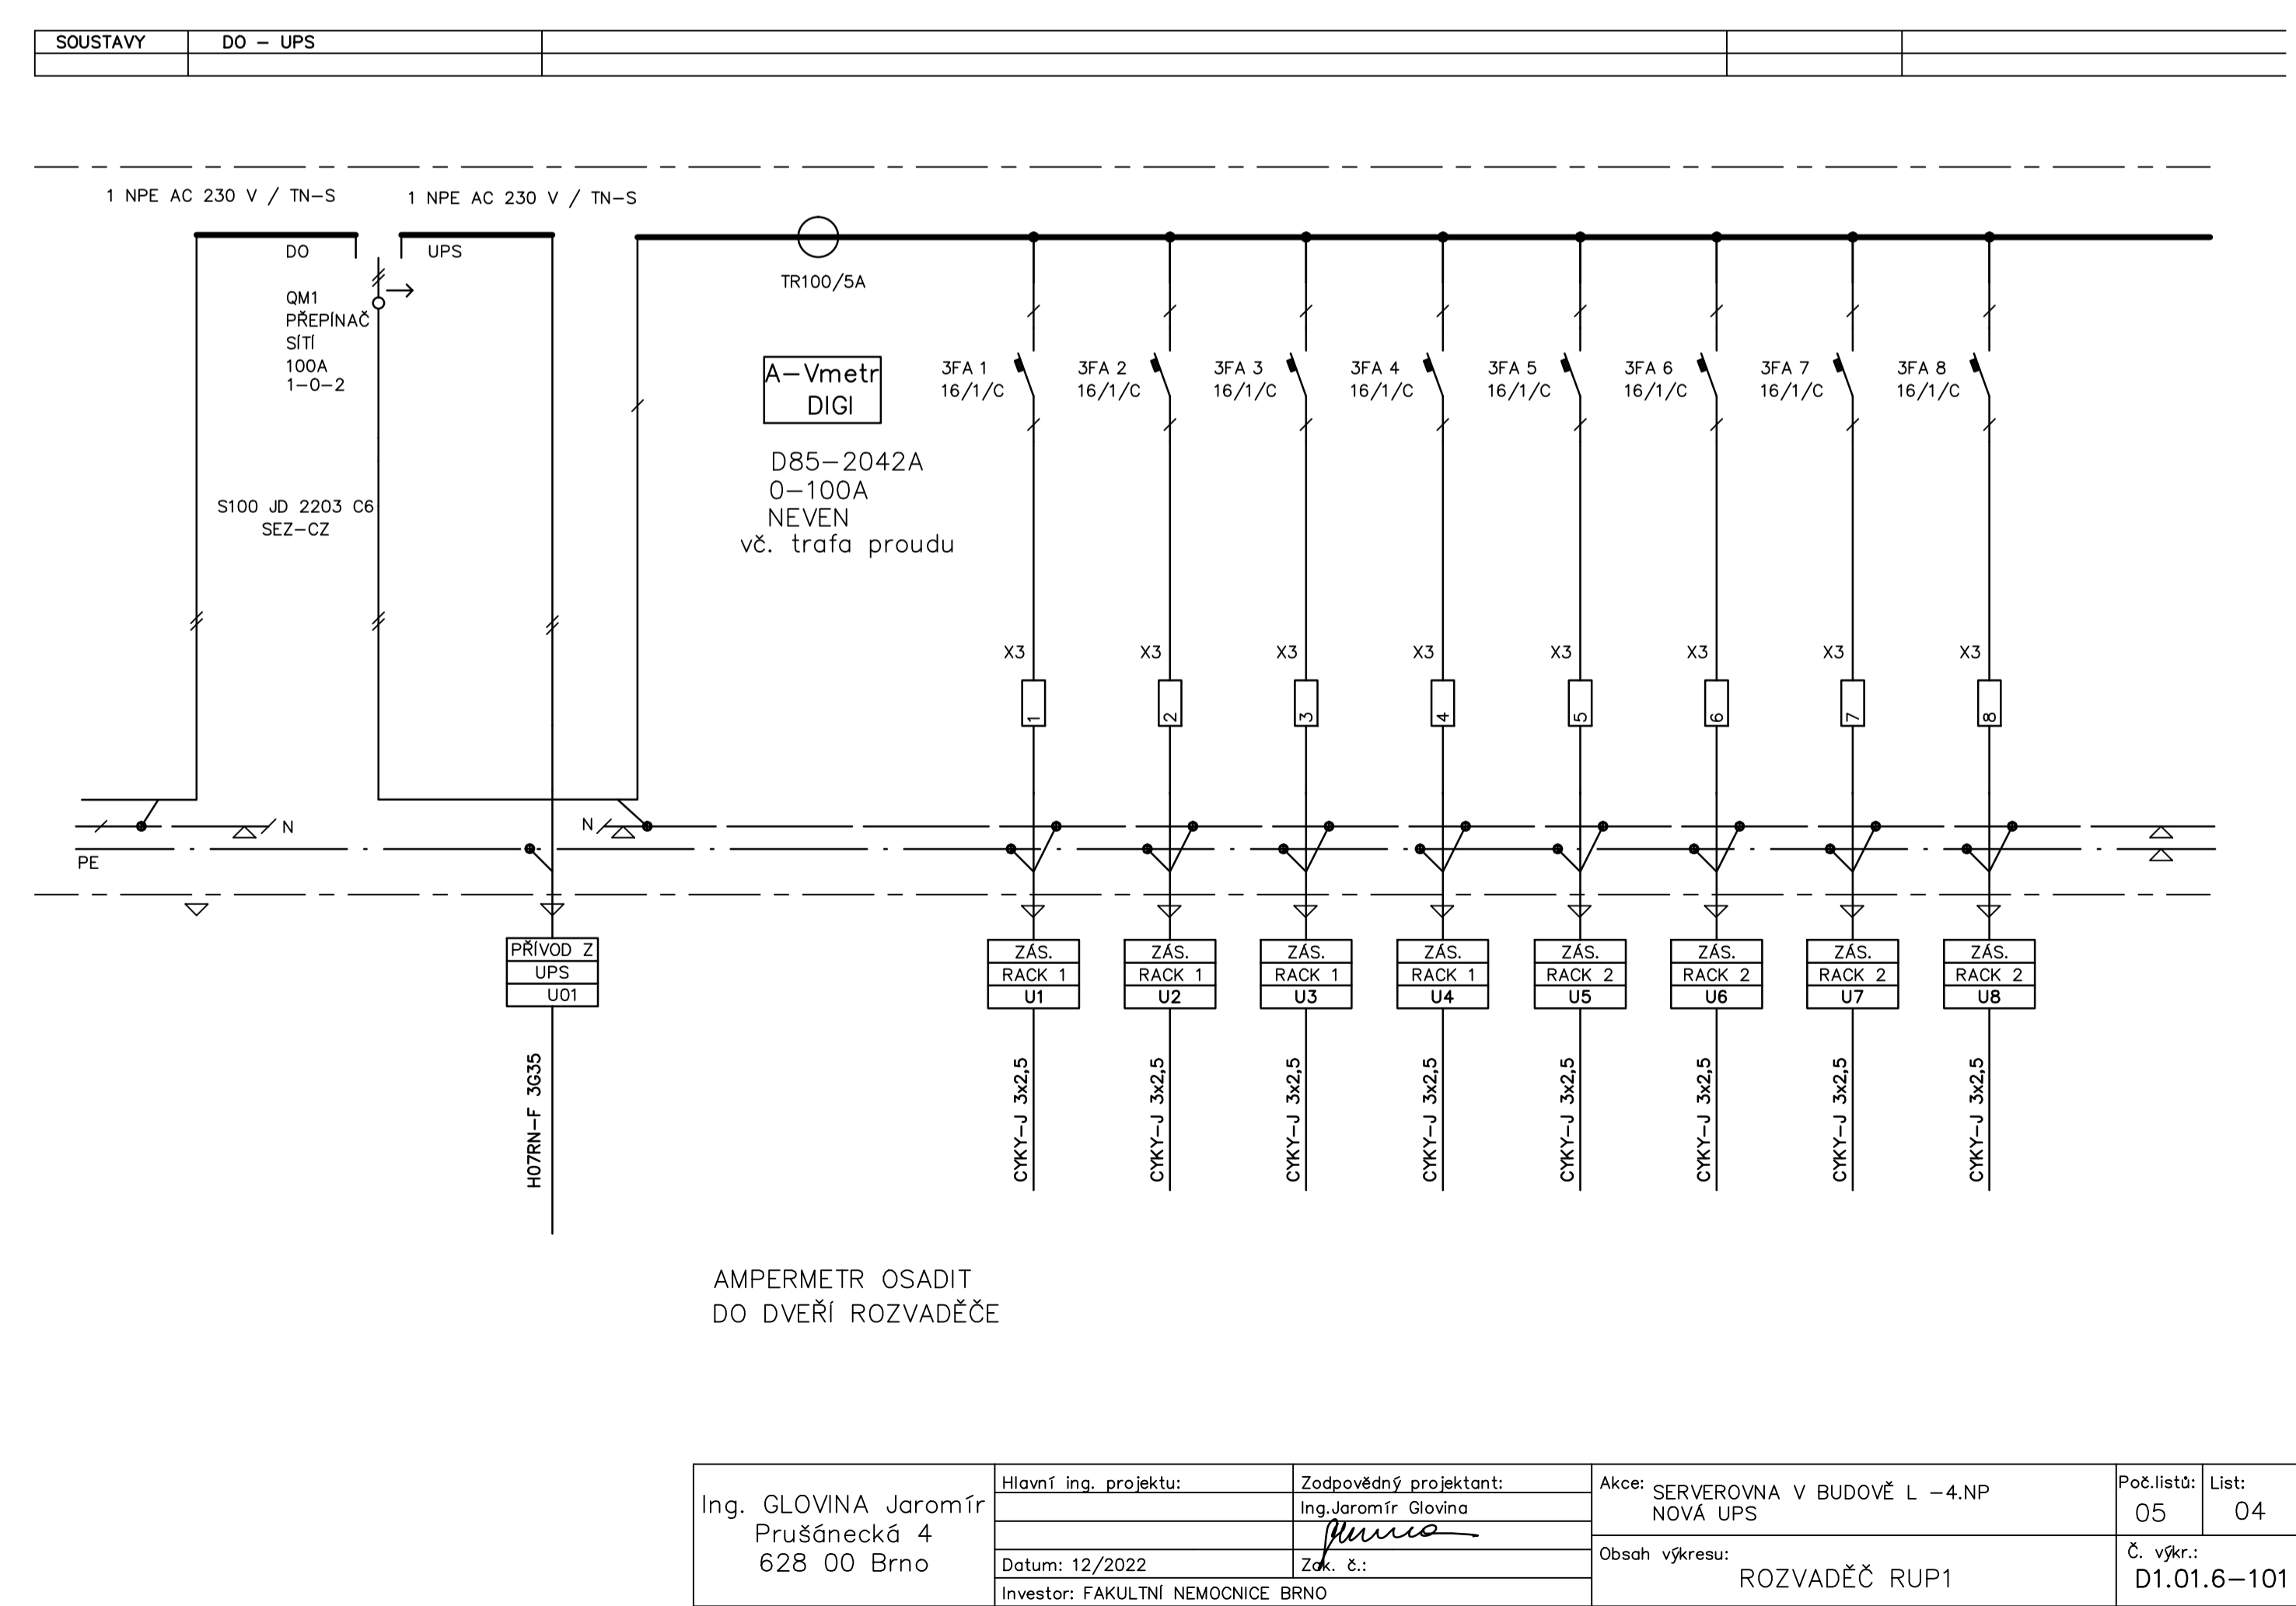 SOUSTAVY DO - UPS
1 NPE AC 230 V / TN-S 1 NPE AC 230 V / TN-S
DO UPS
QM1
PŘEPÍNAČ
SÍTÍ
100A
1-0-2
S100 JD 2203 C6
SEZ-CZ
TR100/5A
A-Vmetr
DIGI
D85-2042A
0-100A
NEVEN
vč. trafa proudu
3FA 1 3FA 2 3FA 3 3FA 4 3FA 5 3FA 6 3FA 7 3FA 8
16/1/C 16/1/C 16/1/C 16/1/C 16/1/C 16/1/C 16/1/C 16/1/C
X3 X3 X3 X3 X3 X3 X3 X3
1 2 3 4 5 6 7 8
N N
PE
PŘÍVOD Z
UPS
U01
ZÁS. ZÁS. ZÁS. ZÁS. ZÁS. ZÁS. ZÁS. ZÁS.
RACK 1 RACK 1 RACK 1 RACK 1 RACK 2 RACK 2 RACK 2 RACK 2
U1 U2 U3 U4 U5 U6 U7 U8
H07RN-F 3G35
CYKY-J 3x2,5 CYKY-J 3x2,5 CYKY-J 3x2,5 CYKY-J 3x2,5 CYKY-J 3x2,5 CYKY-J 3x2,5 CYKY-J 3x2,5 CYKY-J 3x2,5
AMPERMETR OSADIT
DO DVEŘÍ ROZVADĚČE
Ing. GLOVINA Jaromír
Prušánecká 4
628 00 Brno
Hlavní ing. projektu:
Zodpovědný projektant:
Ing.Jaromír Glovina
Datum: 12/2022
Zak. č.:
Investor: FAKULTNÍ NEMOCNICE BRNO
Akce: SERVEROVNA V BUDOVĚ L -4.NP
NOVÁ UPS
Obsah výkresu:
ROZVADĚČ RUP1
Poč.listů:
05
List:
04
Č. výkr.:
D1.01.6-101